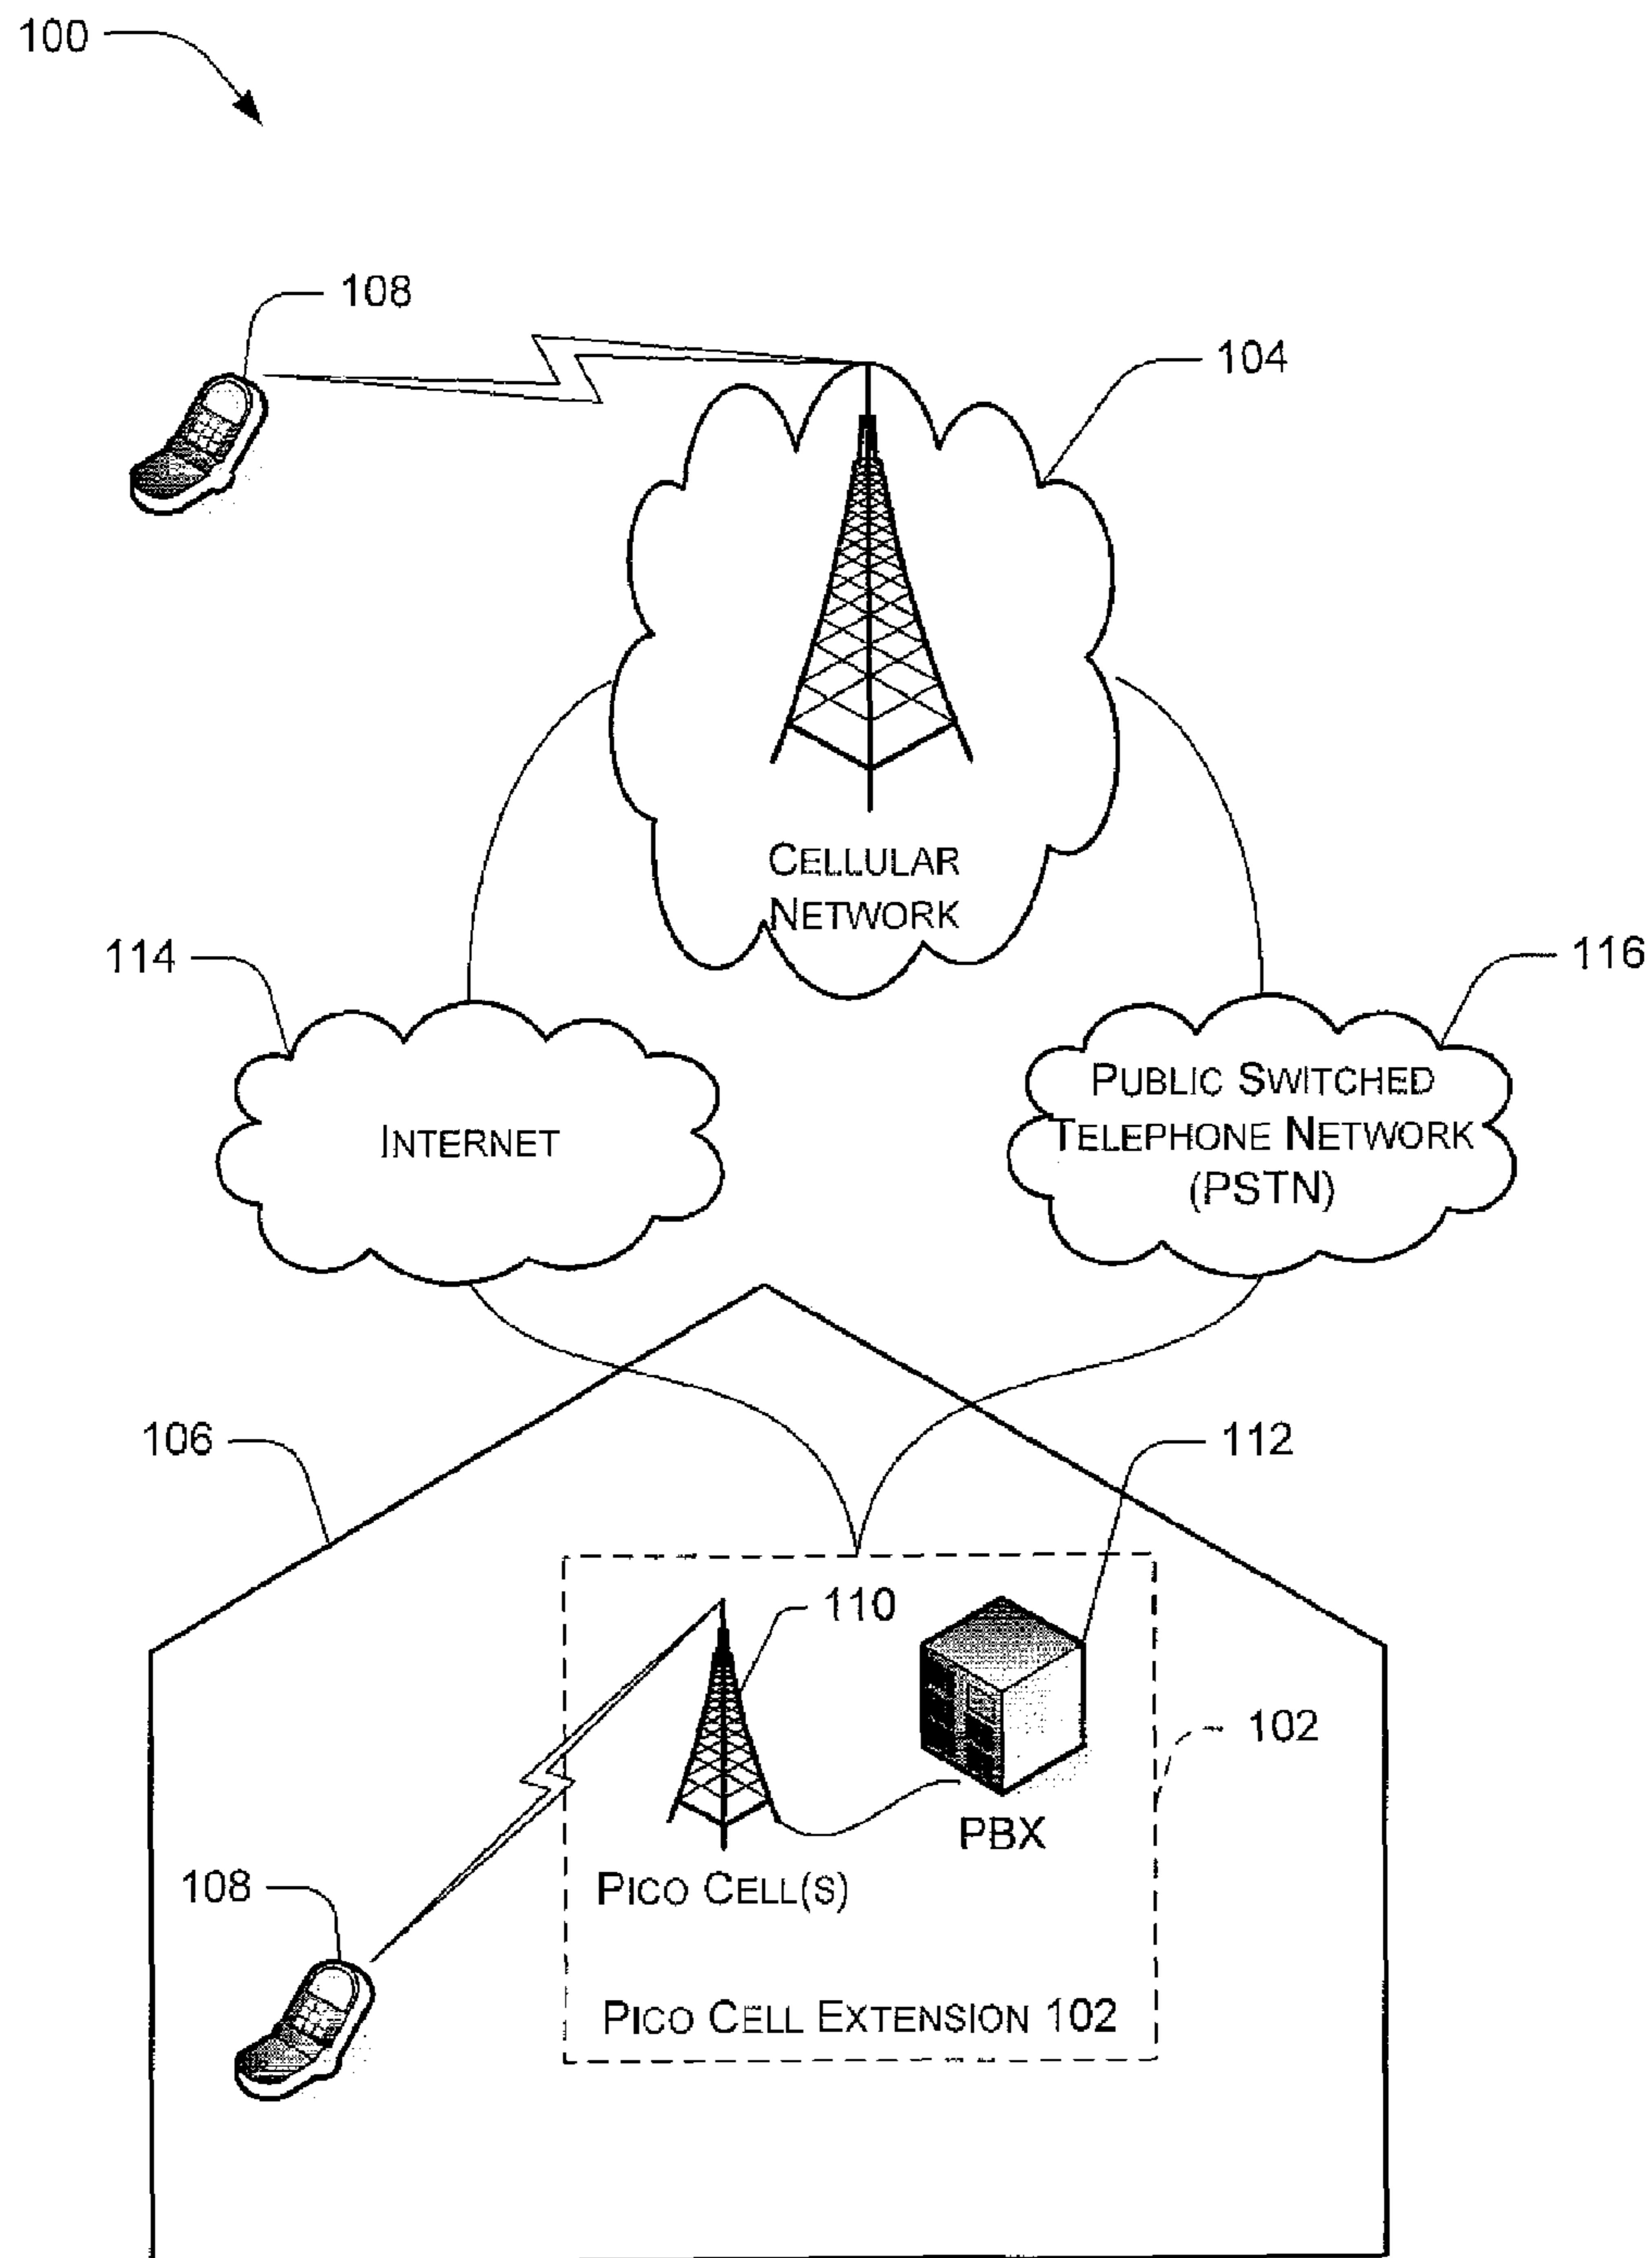 100
108
104
CELLULAR
NETWORK
114
116
INTERNET
PUBLIC SWITCHED
TELEPHONE NETWORK
(PSTN)
106
112
110
102
PBX
PICO CELL(S)
108
PICO CELL EXTENSION 102